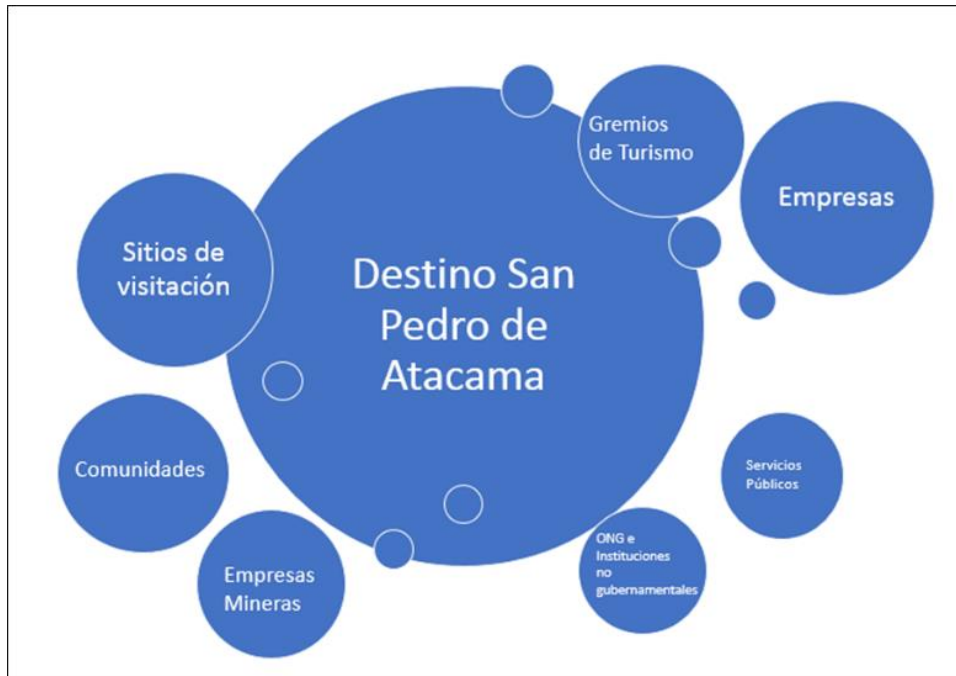 Gremios
de Turismo
Empresas
Sitios de
visitación
Destino San
Pedro de
Atacama
Comunidades
Servicios
Públicos
Empresas
Mineras
ONG e
Instituciones
no
gubernamentales